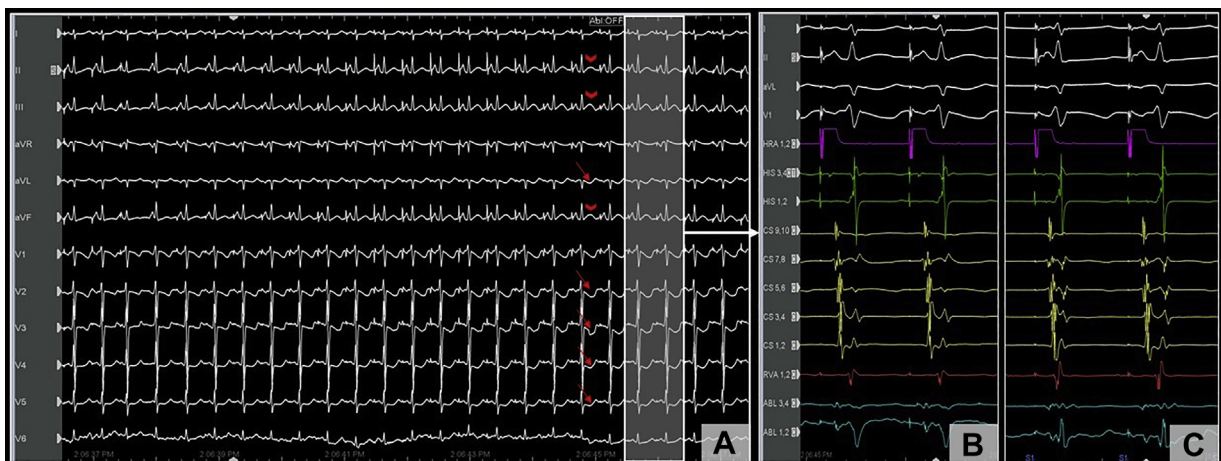 Abl:OFF
I
II
III
aVR
aVL
aVF
V1
V2
V3
V4
V5
V6
2:06:37 PM 2:06:39 PM 2:06:41 PM 2:06:43 PM 2:06:45 PM
A
I
II
aVL
V1
HRA 1,2
HIS 3,4
HIS 1,2
CS 9,10
CS 7,8
CS 5,6
CS 3,4
CS 1,2
RVA 1,2
ABL 3,4
ABL 1,2
2:06:45 PM
B
S1 S1
C